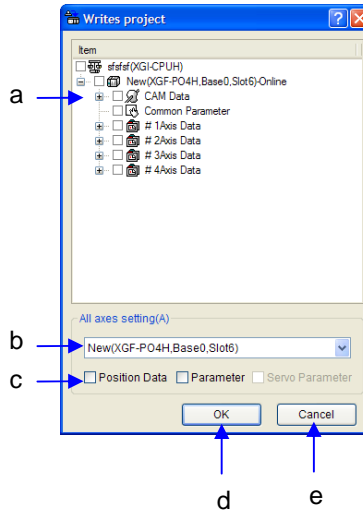 Writes project
Item
sfsfsf(XGI-CPUH)
New(XGF-PO4H,Base0,Slot6)-Online
a
CAM Data
Common Parameter
# 1Axis Data
# 2Axis Data
# 3Axis Data
# 4Axis Data
All axes setting(A)
b
New(XGF-PO4H,Base0,Slot6)
c
Position Data Parameter Servo Parameter
OK Cancel
d e